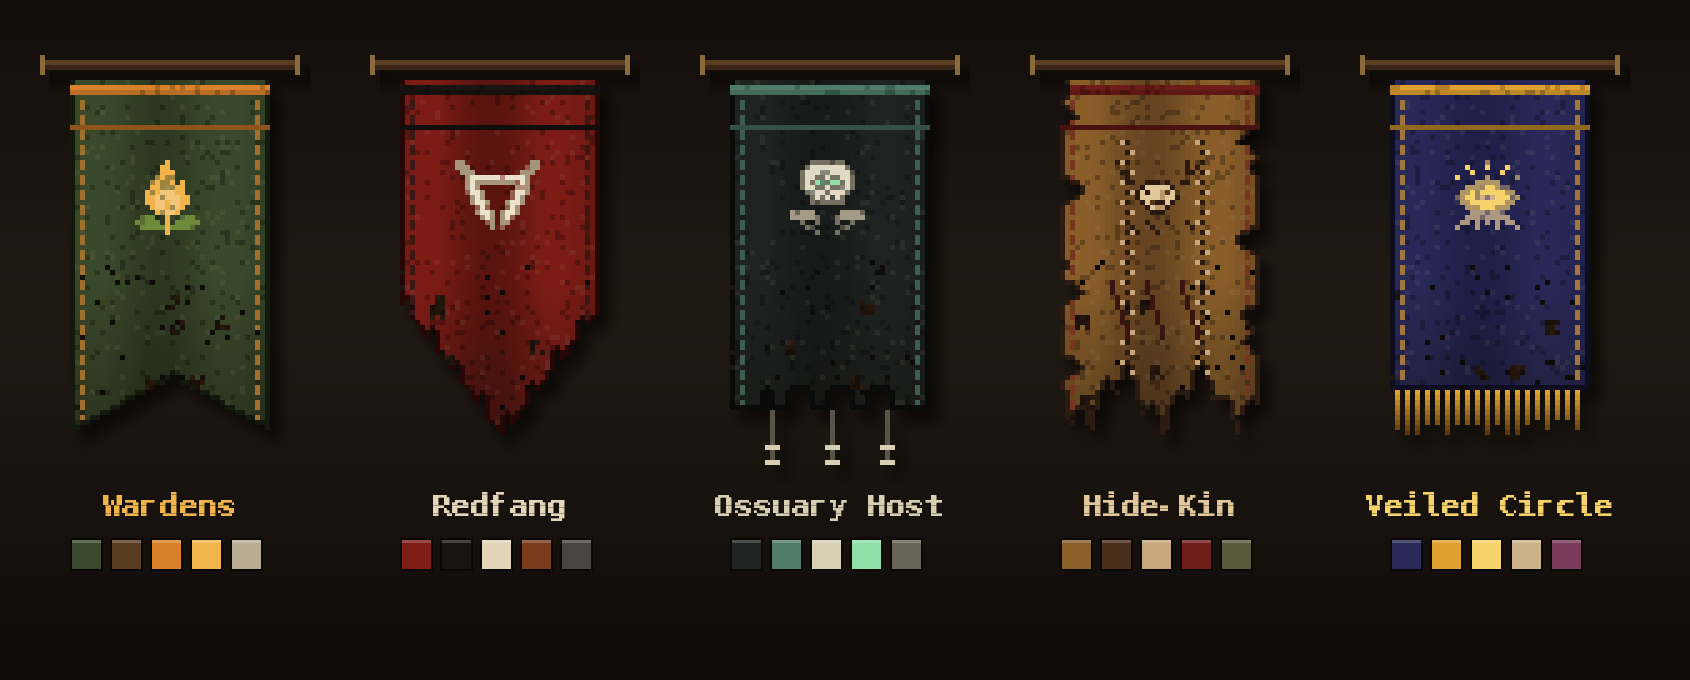 Wardens
Redfang
Ossuary Host
Hide-Kin
Veiled Circle